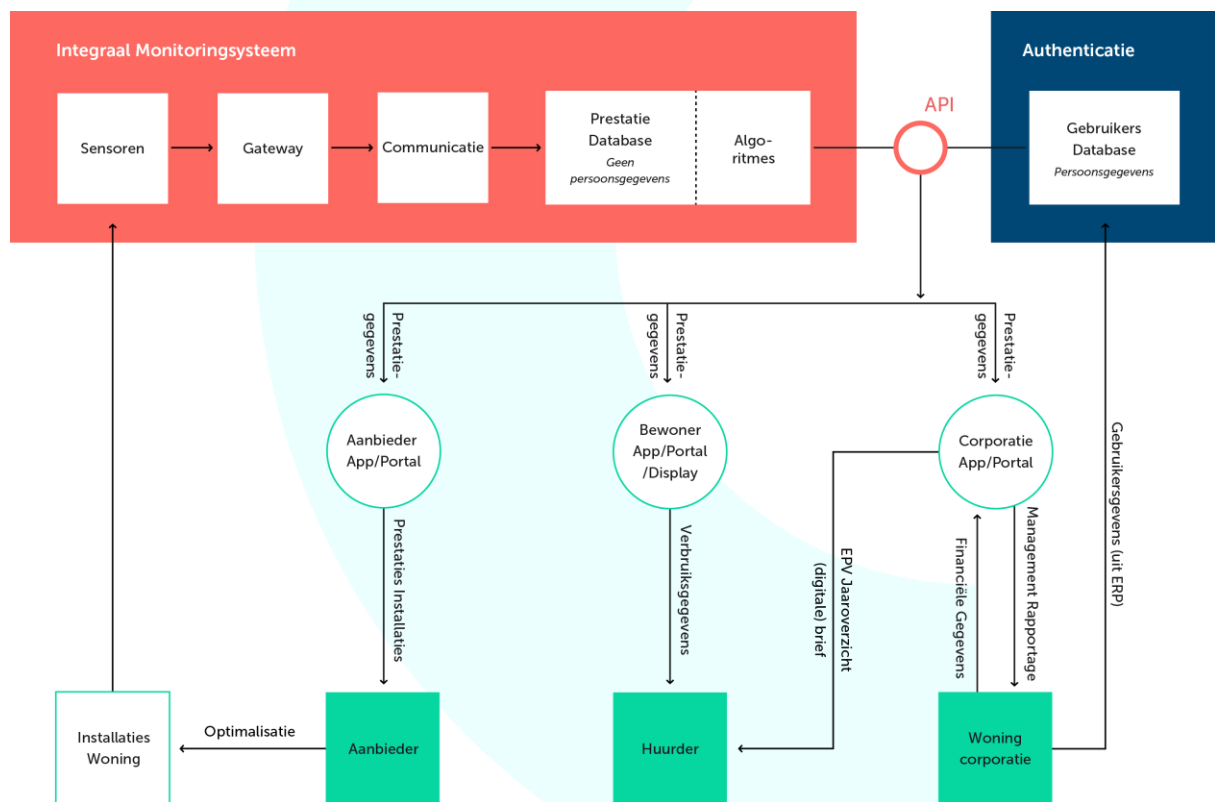 Integraal Monitoringsysteem
Authenticatie
API
Sensoren
Gateway
Communicatie
Prestatie
Database
Geen
persoonsgegevens
Algo-
ritmes
Gebruikers
Database
Persoonsgegevens
Prestatie-
gegevens
Prestatie-
gegevens
Prestatie-
gegevens
Aanbieder
App/Portal
Bewoner
App/Portal
/Display
Corporatie
App/Portal
Prestaties Installaties
Verbruiksgegevens
EPV Jaaroverzicht
(digitale) brief
Financiële Gegevens
Management Rapportage
Gebruikersgevens (uit ERP)
Installaties
Woning
Optimalisatie
Aanbieder
Huurder
Woning
corporatie